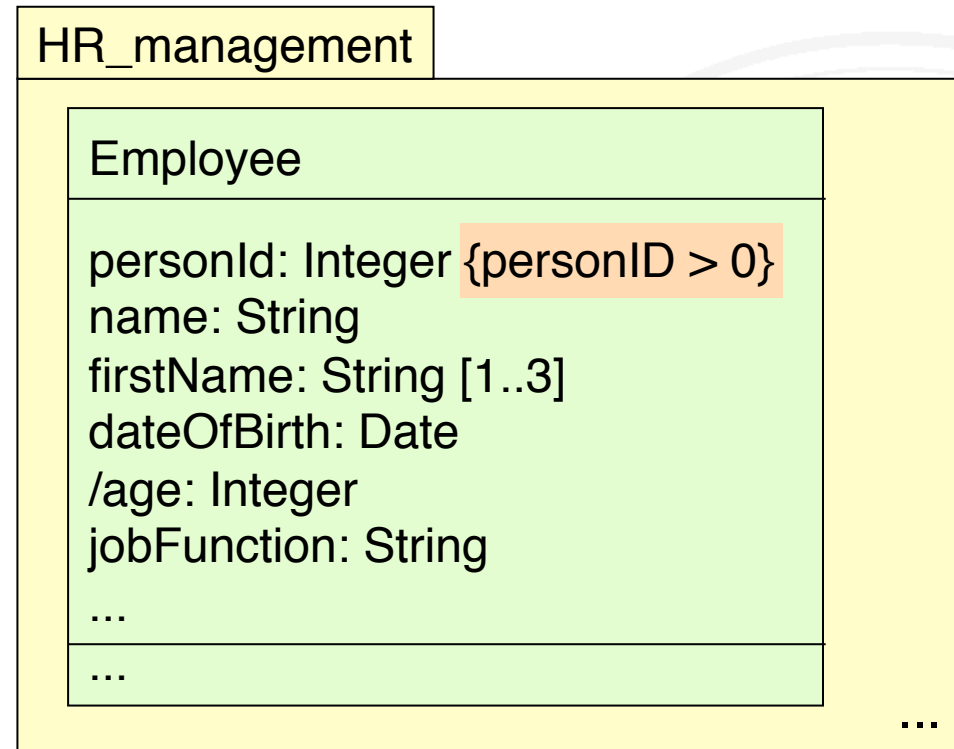 HR_management
Employee
personId: Integer {personID > 0}
name: String
firstName: String [1..3]
dateOfBirth: Date
/age: Integer
jobFunction: String
...
...
...